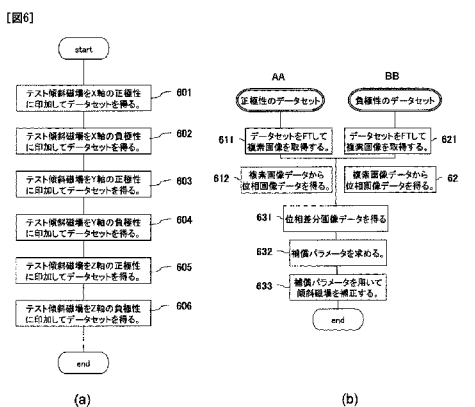 [図6]
start
テスト傾斜磁場をX軸の正極性
に印加してデータセットを得る。
601
テスト傾斜磁場をX軸の負極性
に印加してデータセットを得る。
602
テスト傾斜磁場をY軸の正極性
に印加してデータセットを得る。
603
テスト傾斜磁場をY軸の負極性
に印加してデータセットを得る。
604
テスト傾斜磁場をZ軸の正極性
に印加してデータセットを得る。
605
テスト傾斜磁場をZ軸の負極性
に印加してデータセットを得る。
606
end
(a)
AA
BB
正極性のデータセット
負極性のデータセット
611
データセットをFTして
複素画像を取得する。
データセットをFTして
複素画像を取得する。
621
612
複素画像データから
位相画像データを得る。
複素画像データから
位相画像データを得る。
62
631
位相差分画像データを得る
632
補償パラメータを求める。
633
補償パラメータを用いて
傾斜磁場を補正する。
end
(b)